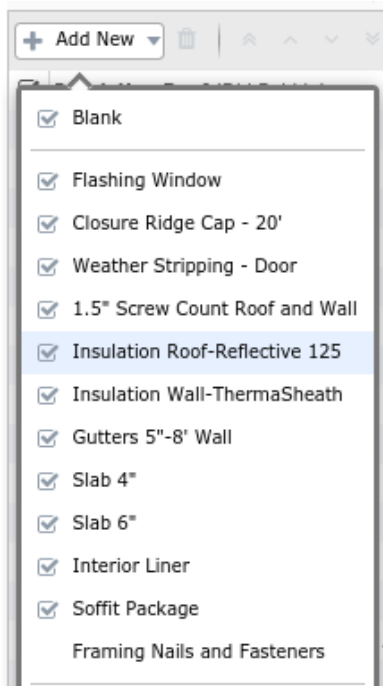 Add New
Blank
Flashing Window
Closure Ridge Cap - 20'
Weather Stripping - Door
1.5" Screw Count Roof and Wall
Insulation Roof-Reflective 125
Insulation Wall-ThermaSheath
Gutters 5"-8' Wall
Slab 4"
Slab 6"
Interior Liner
Soffit Package
Framing Nails and Fasteners